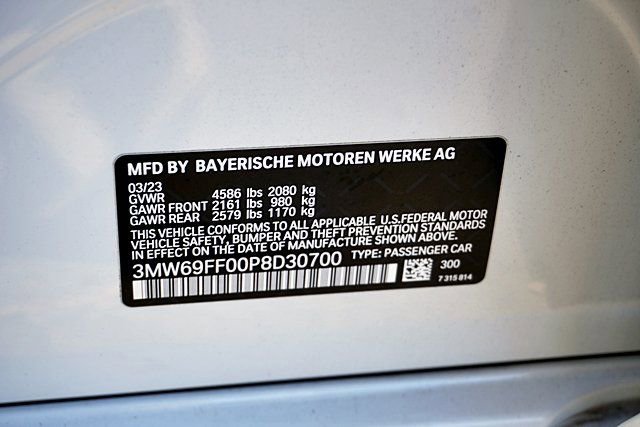 MFD BY BAYERISCHE MOTOREN WERKE AG
03/23
GVWR 4586 lbs 2080 kg
GAWR FRONT 2161 lbs 980 kg
GAWR REAR 2579 lbs 1170 kg
THIS VEHICLE CONFORMS TO ALL APPLICABLE U.S.FEDERAL MOTOR
VEHICLE SAFETY, BUMPER AND THEFT PREVENTION STANDARDS
IN EFFECT ON THE DATE OF MANUFACTURE SHOWN ABOVE.
3MW69FF00P8D30700 TYPE: PASSENGER CAR
300
7 315 814